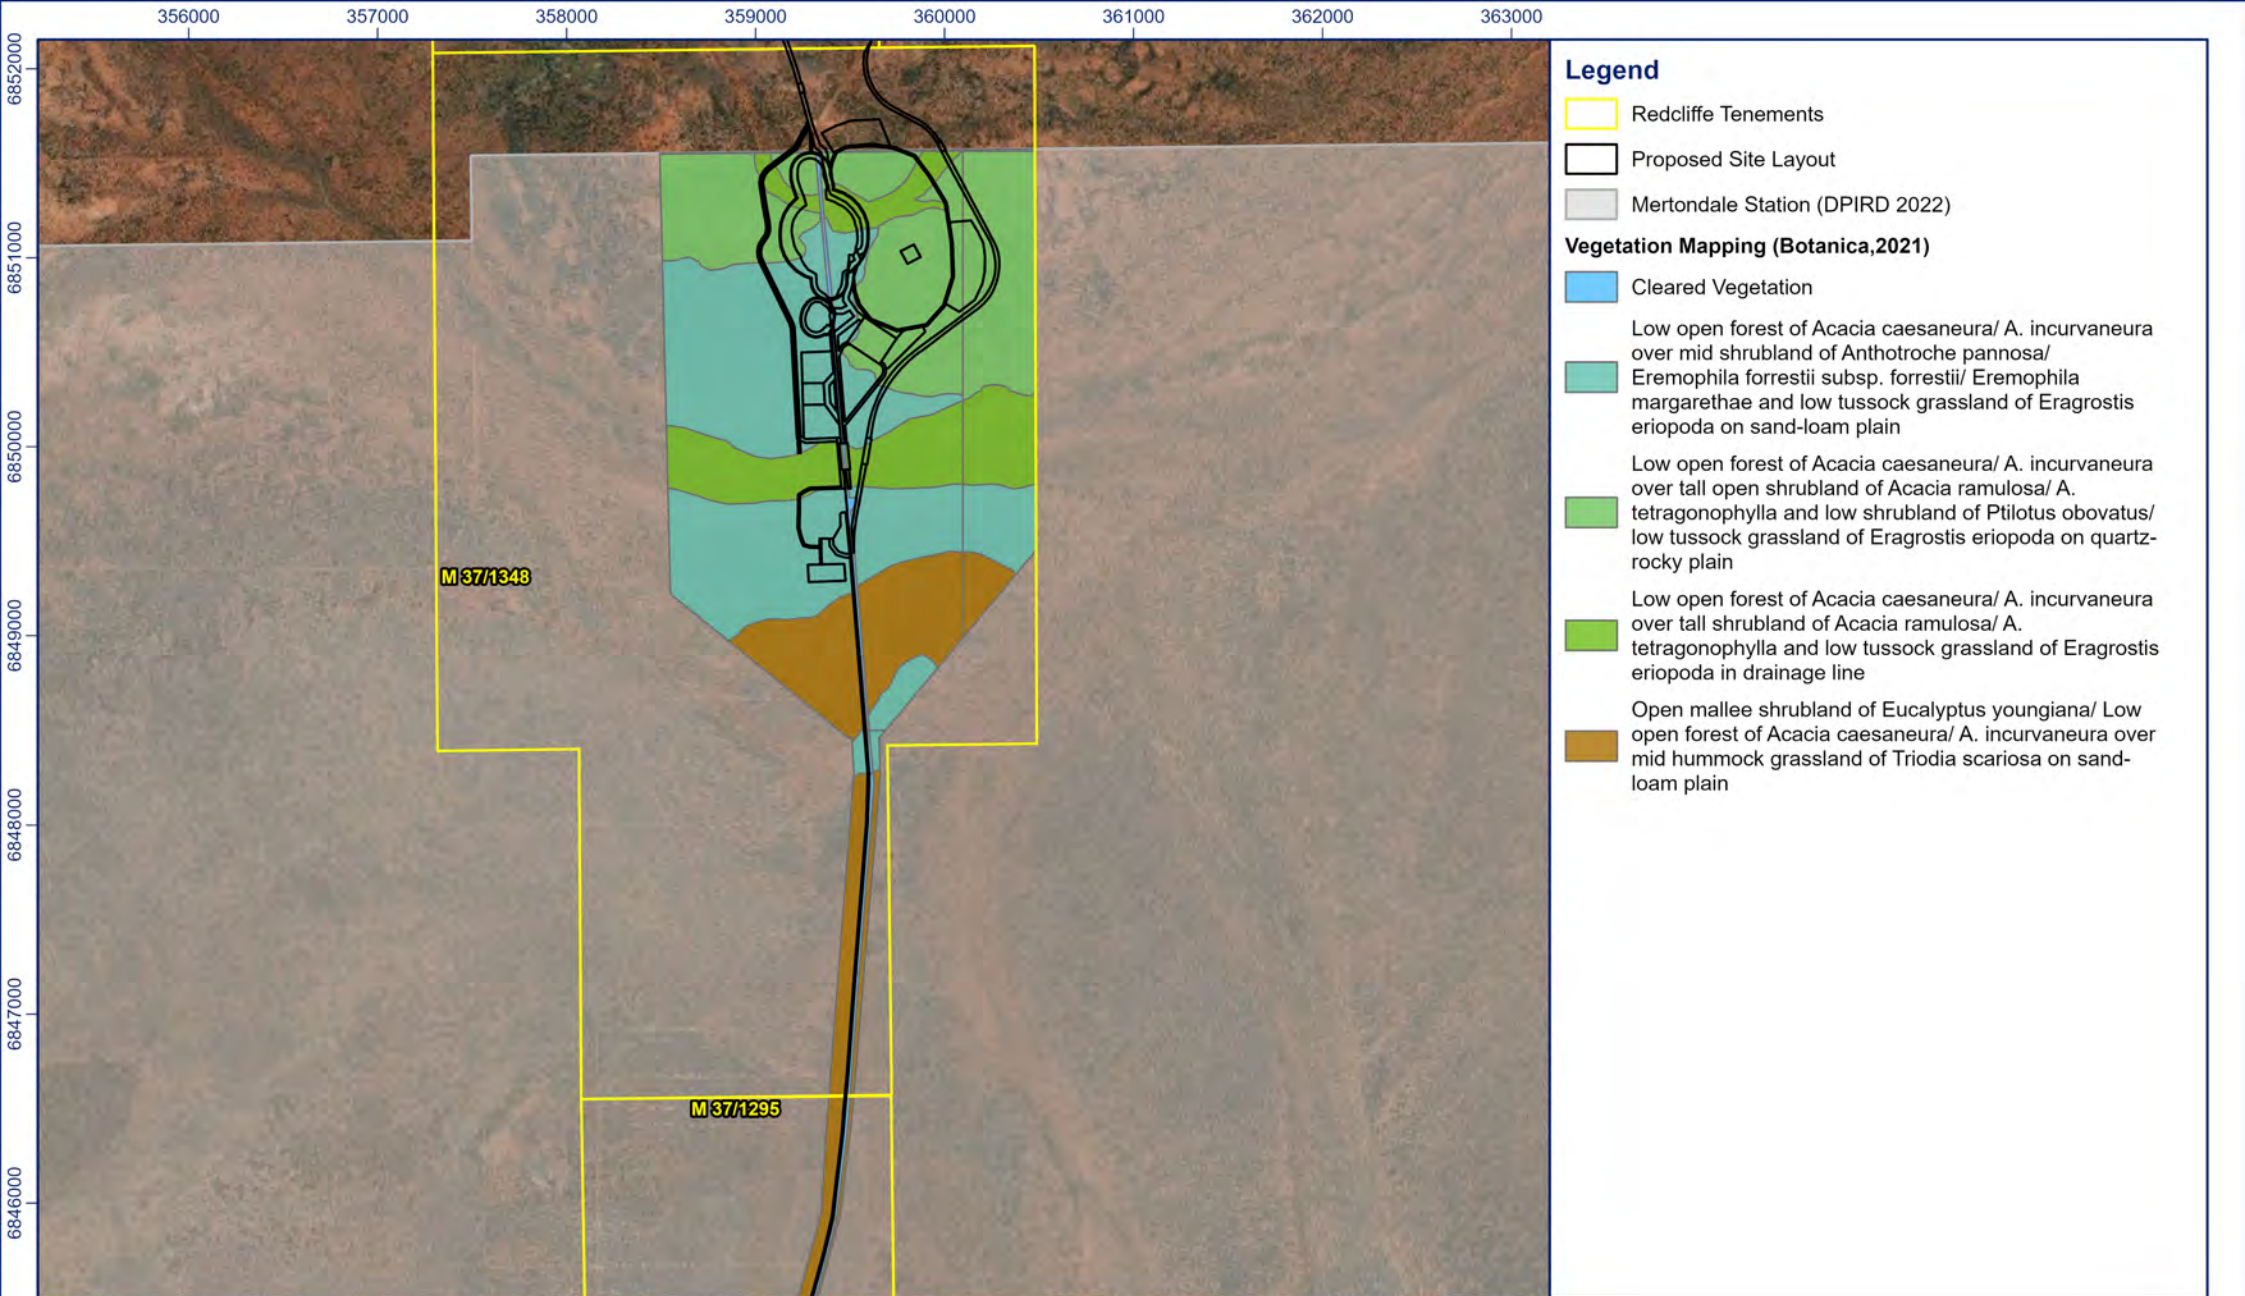 356000 357000 358000 359000 360000 361000 362000 363000
6852000
6851000
6850000
6849000
6848000
6847000
6846000
M 37/1348
M 37/1295
Legend
Redcliffe Tenements
Proposed Site Layout
Mertondale Station (DPIRD 2022)
Vegetation Mapping (Botanica,2021)
Cleared Vegetation
Low open forest of Acacia caesaneura/ A. incurvaneura
over mid shrubland of Anthotroche pannosa/
Eremophila forrestii subsp. forrestii/ Eremophila
margarethae and low tussock grassland of Eragrostis
eriopoda on sand-loam plain
Low open forest of Acacia caesaneura/ A. incurvaneura
over tall open shrubland of Acacia ramulosa/ A.
tetragonophylla and low shrubland of Ptilotus obovatus/
low tussock grassland of Eragrostis eriopoda on quartz-
rocky plain
Low open forest of Acacia caesaneura/ A. incurvaneura
over tall shrubland of Acacia ramulosa/ A.
tetragonophylla and low tussock grassland of Eragrostis
eriopoda in drainage line
Open mallee shrubland of Eucalyptus youngiana/ Low
open forest of Acacia caesaneura/ A. incurvaneura over
mid hummock grassland of Triodia scariosa on sand-
loam plain